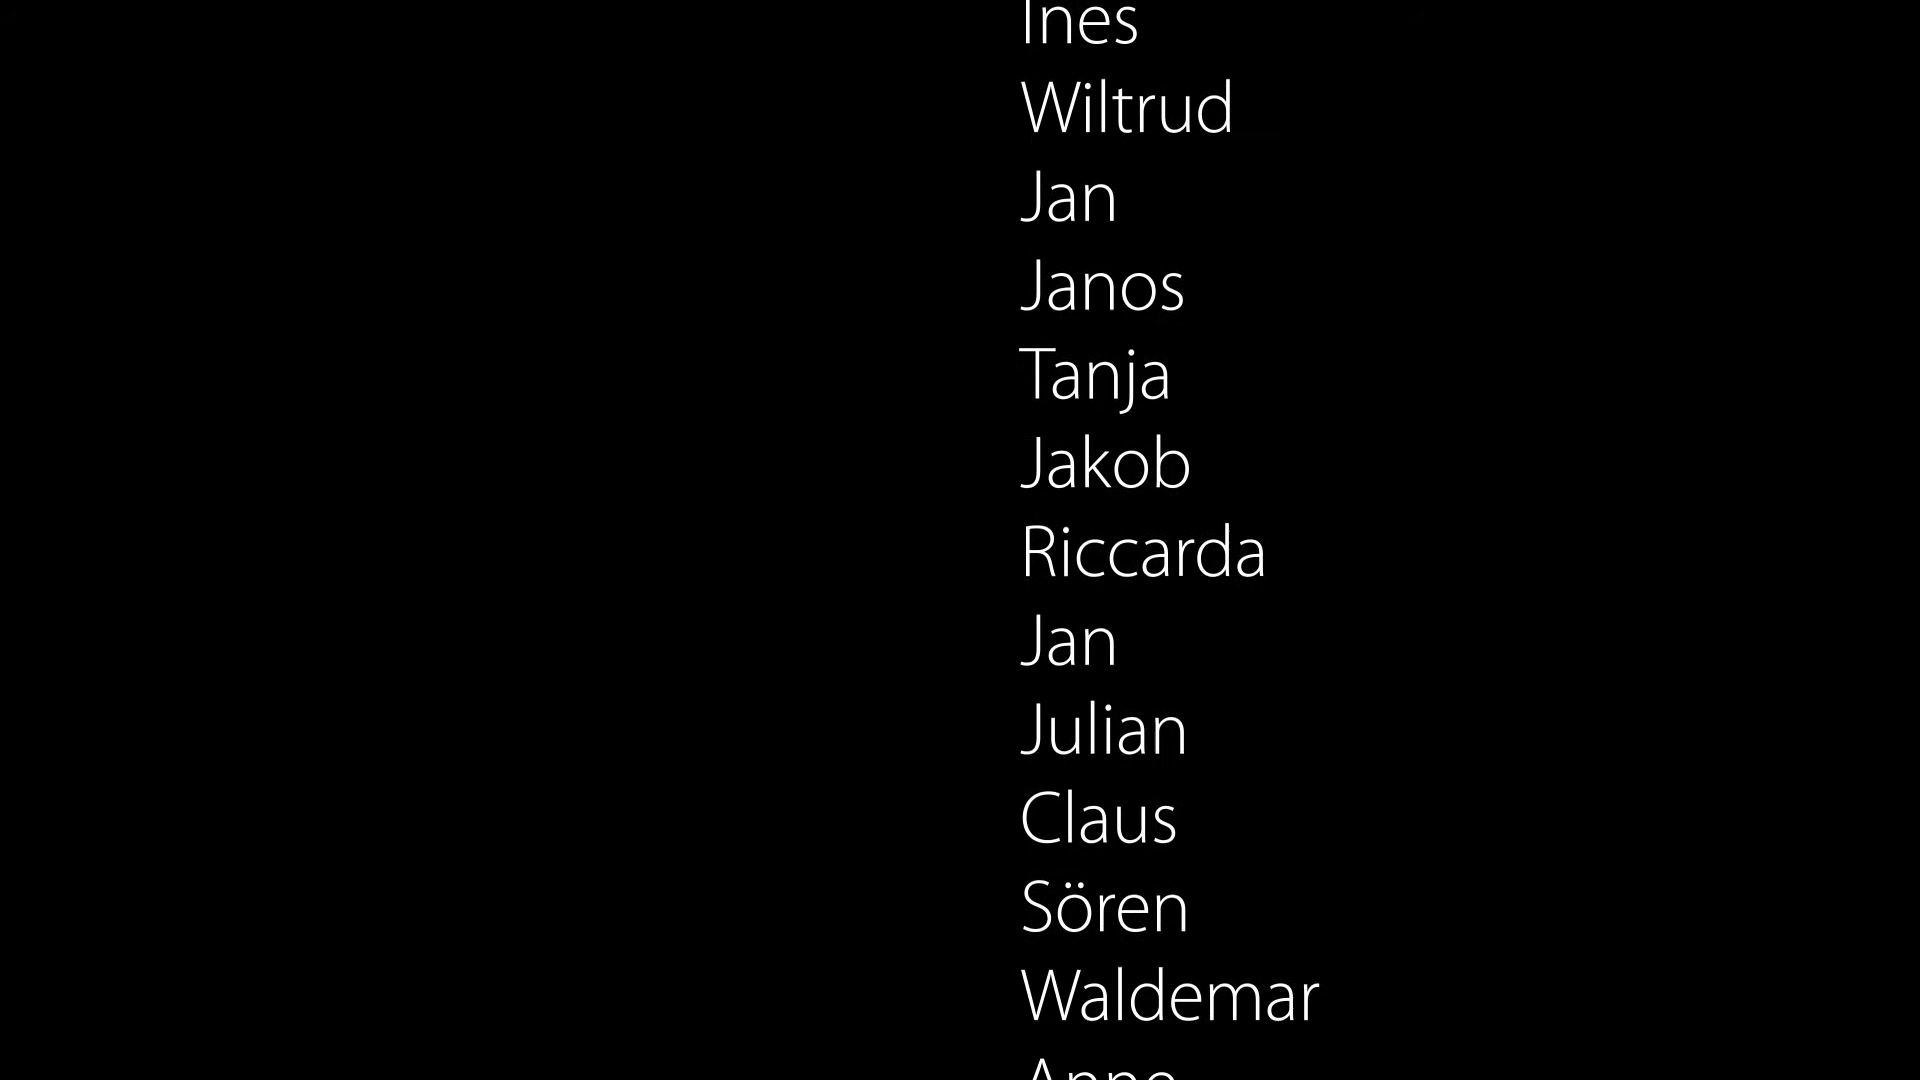 Ines
Wiltrud
Jan
Janos
Tanja
Jakob
Riccarda
Jan
Julian
Claus
Sören
Waldemar